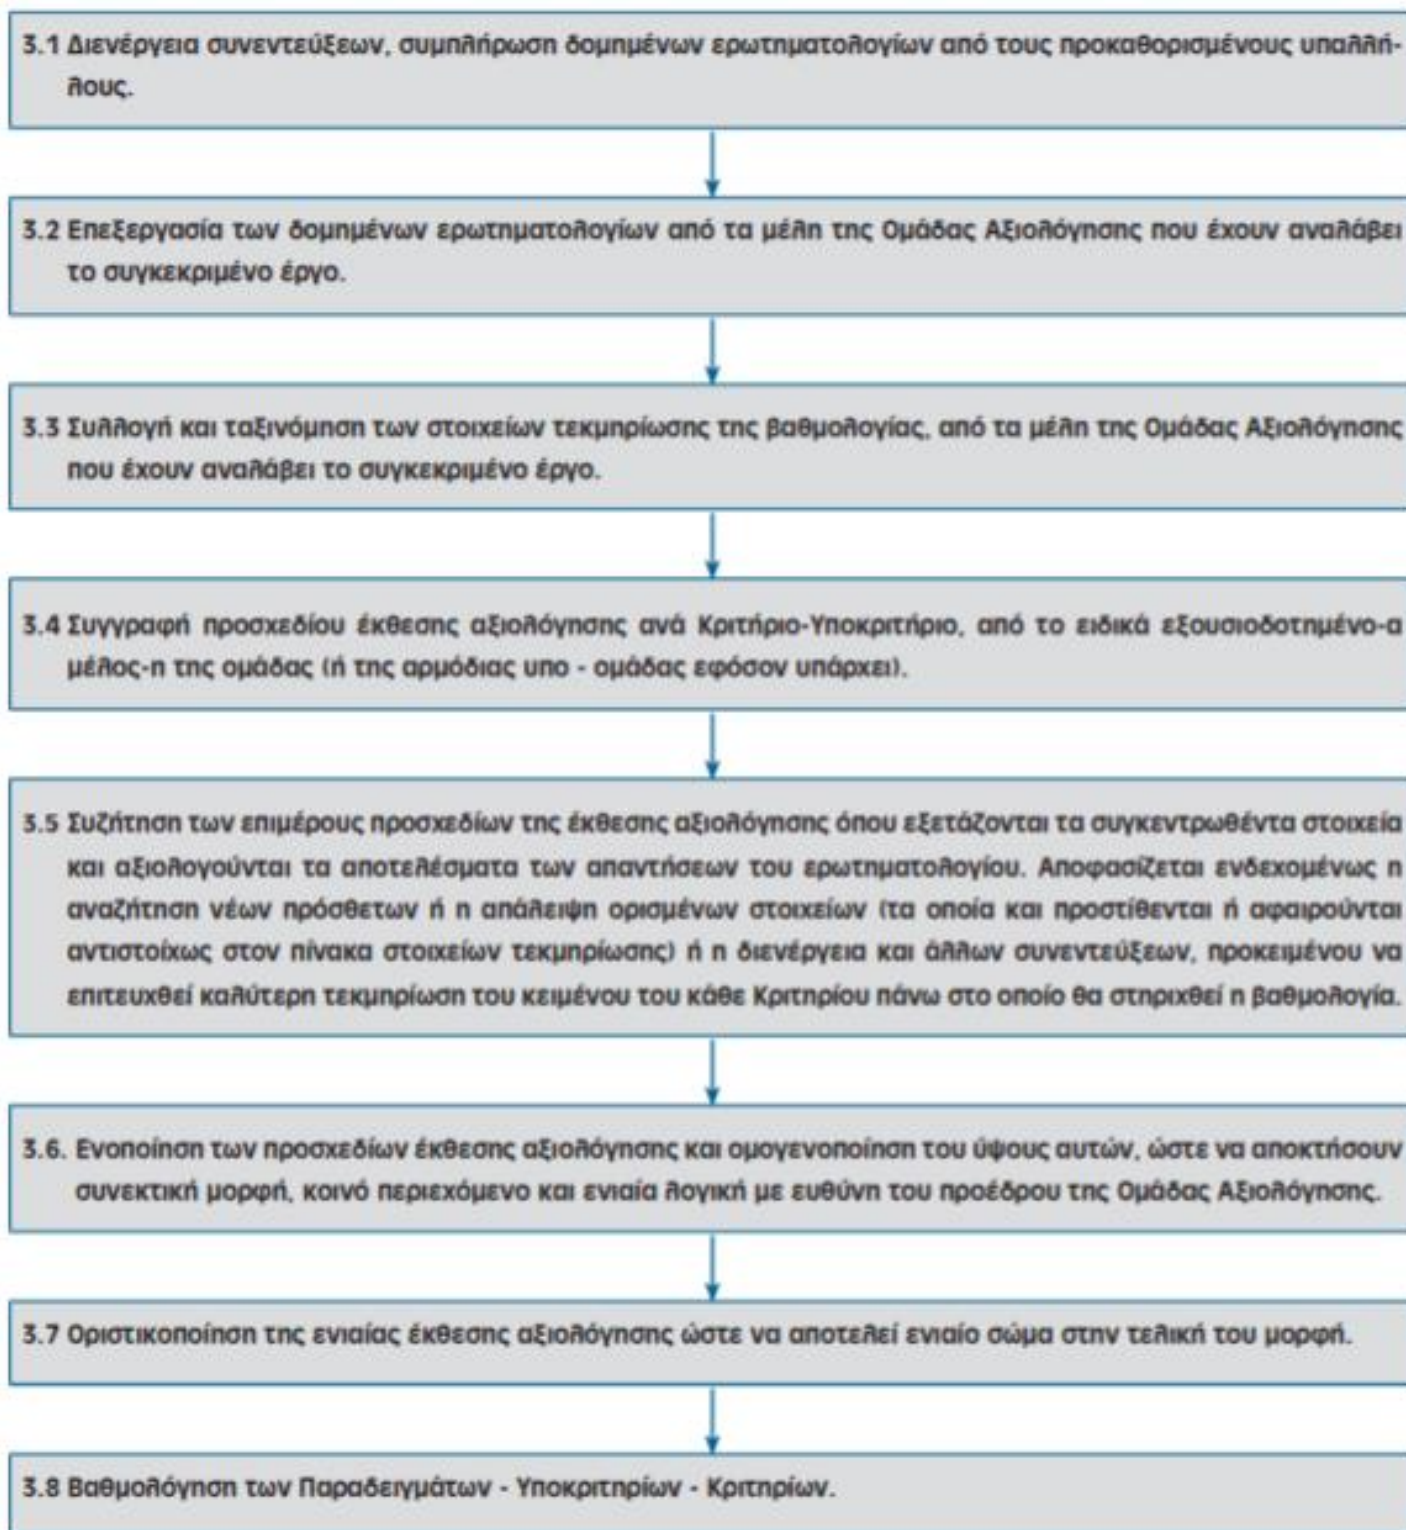 3.1 Διενέργεια συνεντεύξεων, συμπλήρωση δομημένων ερωτηματολογίων από τους προκαθορισμένους υπαλλή-
λους.
3.2 Επεξεργασία των δομημένων ερωτηματολογίων από τα μέλη της Ομάδας Αξιολόγησης που έχουν αναλάβει
το συγκεκριμένο έργο.
3.3 Συλλογή και ταξινόμηση των στοιχείων τεκμηρίωσης της βαθμολογίας, από τα μέλη της Ομάδας Αξιολόγησης
που έχουν αναλάβει το συγκεκριμένο έργο.
3.4 Συγγραφή προσχεδίου έκθεσης αξιολόγησης ανά Κριτήριο-Υποκριτήριο, από το ειδικά εξουσιοδοτημένο-α
μέλος-η της ομάδας (ή της αρμόδιας υπο - ομάδας εφόσον υπάρχει).
3.5 Συζήτηση των επιμέρους προσχεδίων της έκθεσης αξιολόγησης όπου εξετάζονται τα συγκεντρωθέντα στοιχεία
και αξιολογούνται τα αποτελέσματα των απαντήσεων του ερωτηματολογίου. Αποφασίζεται ενδεχομένως η
αναζήτηση νέων πρόσθετων ή η απάλειψη ορισμένων στοιχείων (τα οποία και προστίθενται ή αφαιρούνται
αντιστοίχως στον πίνακα στοιχείων τεκμηρίωσης) ή η διενέργεια και άλλων συνεντεύξεων, προκειμένου να
επιτευχθεί καλύτερη τεκμηρίωση του κειμένου του κάθε Κριτηρίου πάνω στο οποίο θα στηριχθεί η βαθμολογία.
3.6. Ενοποίηση των προσχεδίων έκθεσης αξιολόγησης και ομογενοποίηση του ύψους αυτών, ώστε να αποκτήσουν
συνεκτική μορφή, κοινό περιεχόμενο και ενιαία λογική με ευθύνη του προέδρου της Ομάδας Αξιολόγησης.
3.7 Οριστικοποίηση της ενιαίας έκθεσης αξιολόγησης ώστε να αποτελεί ενιαίο σώμα στην τελική του μορφή.
3.8 Βαθμολόγηση των Παραδειγμάτων - Υποκριτηρίων - Κριτηρίων.